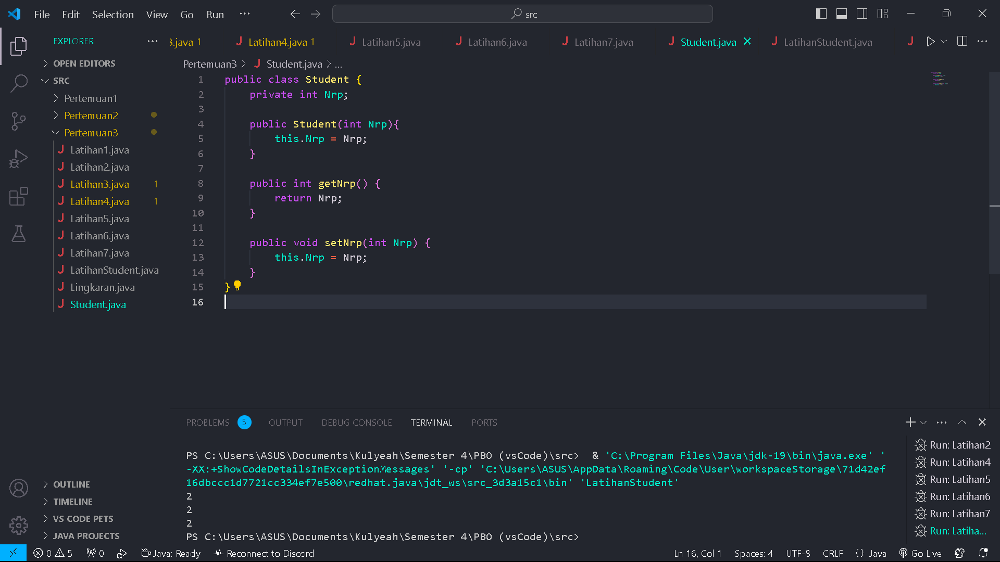 File Edit Selection View Go Run ··· src
EXPLORER ···
3.java 1 Latihan4.java 1 Latihan5.java Latihan6.java Latihan7.java Student.java LatihanStudent.java
OPEN EDITORS
SRC
Pertemuan1
Pertemuan2
Pertemuan3
Latihan1.java
Latihan2.java
Latihan3.java 1
Latihan4.java 1
Latihan5.java
Latihan6.java
Latihan7.java
LatihanStudent.java
Lingkaran.java
Student.java
OUTLINE
TIMELINE
VS CODE PETS
JAVA PROJECTS
Pertemuan3 > Student.java > ...
1 public class Student {
2     private int Nrp;
3
4     public Student(int Nrp){
5         this.Nrp = Nrp;
6     }
7
8     public int getNrp() {
9         return Nrp;
10     }
11
12     public void setNrp(int Nrp) {
13         this.Nrp = Nrp;
14     }
15 }
16
PROBLEMS 5 OUTPUT DEBUG CONSOLE TERMINAL PORTS
PS C:\Users\ASUS\Documents\Kulyeah\Semester 4\PBO (vsCode)\src>  & 'C:\Program Files\Java\jdk-19\bin\java.exe' '
-XX:+ShowCodeDetailsInExceptionMessages' '-cp' 'C:\Users\ASUS\AppData\Roaming\Code\User\workspaceStorage\71d42ef
16dbccc1d7721cc334ef7e500\redhat.java\jdt_ws\src_3d3a15c1\bin' 'LatihanStudent'
2
2
2
PS C:\Users\ASUS\Documents\Kulyeah\Semester 4\PBO (vsCode)\src>
Run: Latihan2
Run: Latihan4
Run: Latihan5
Run: Latihan6
Run: Latihan7
Run: Latiha...
0 5 0 Java: Ready Reconnect to Discord Ln 16, Col 1 Spaces: 4 UTF-8 CRLF {} Java Go Live